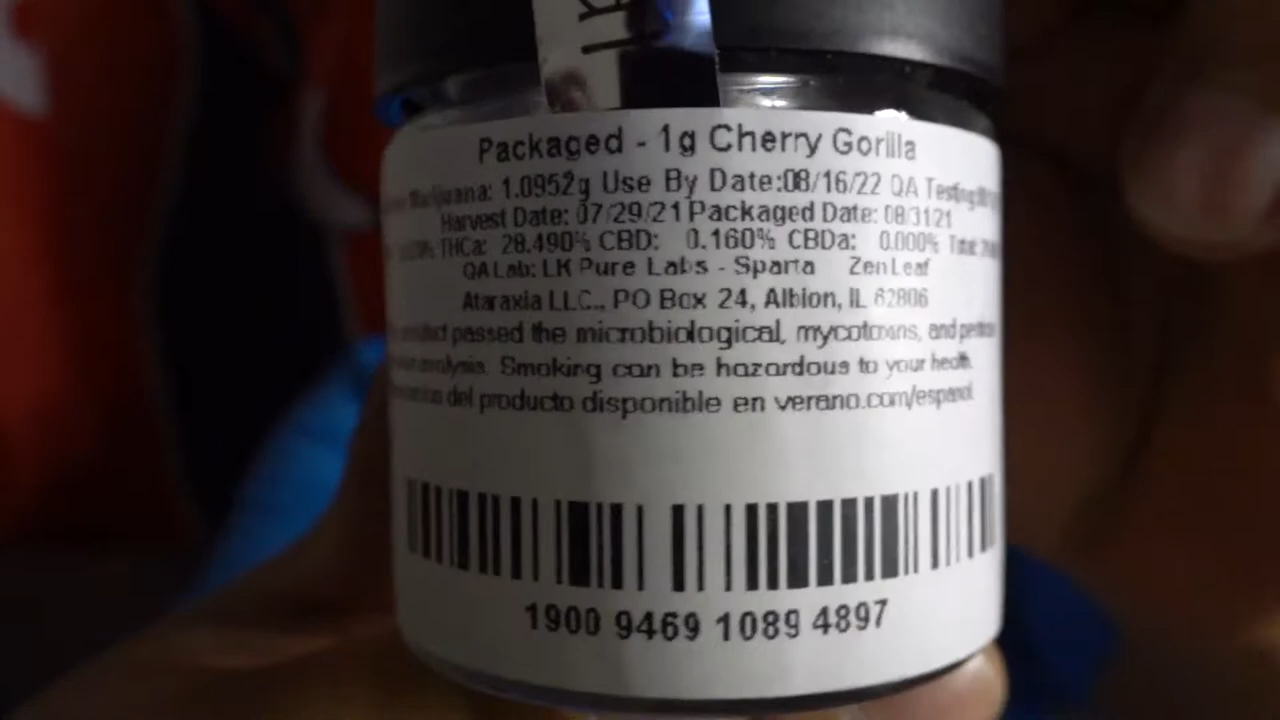 Packaged - 1g Cherry Gorilla
Marijuana: 1.0952g Use By Date:08/16/22 QA Testing
Harvest Date: 07/29/21 Packaged Date: 083121
THCa: 28.490% CBD: 0.160% CBDa: 0.000% Total:
QA Lab: LK Pure Labs - Sparta Zen Leaf
Ataraxia LLC., PO Box 24, Albion, IL 62806
passed the microbiological, mycotoxins, and
analysis. Smoking can be hazardous to your health.
del producto disponible en verano.com/espanol
1900 9469 1089 4897